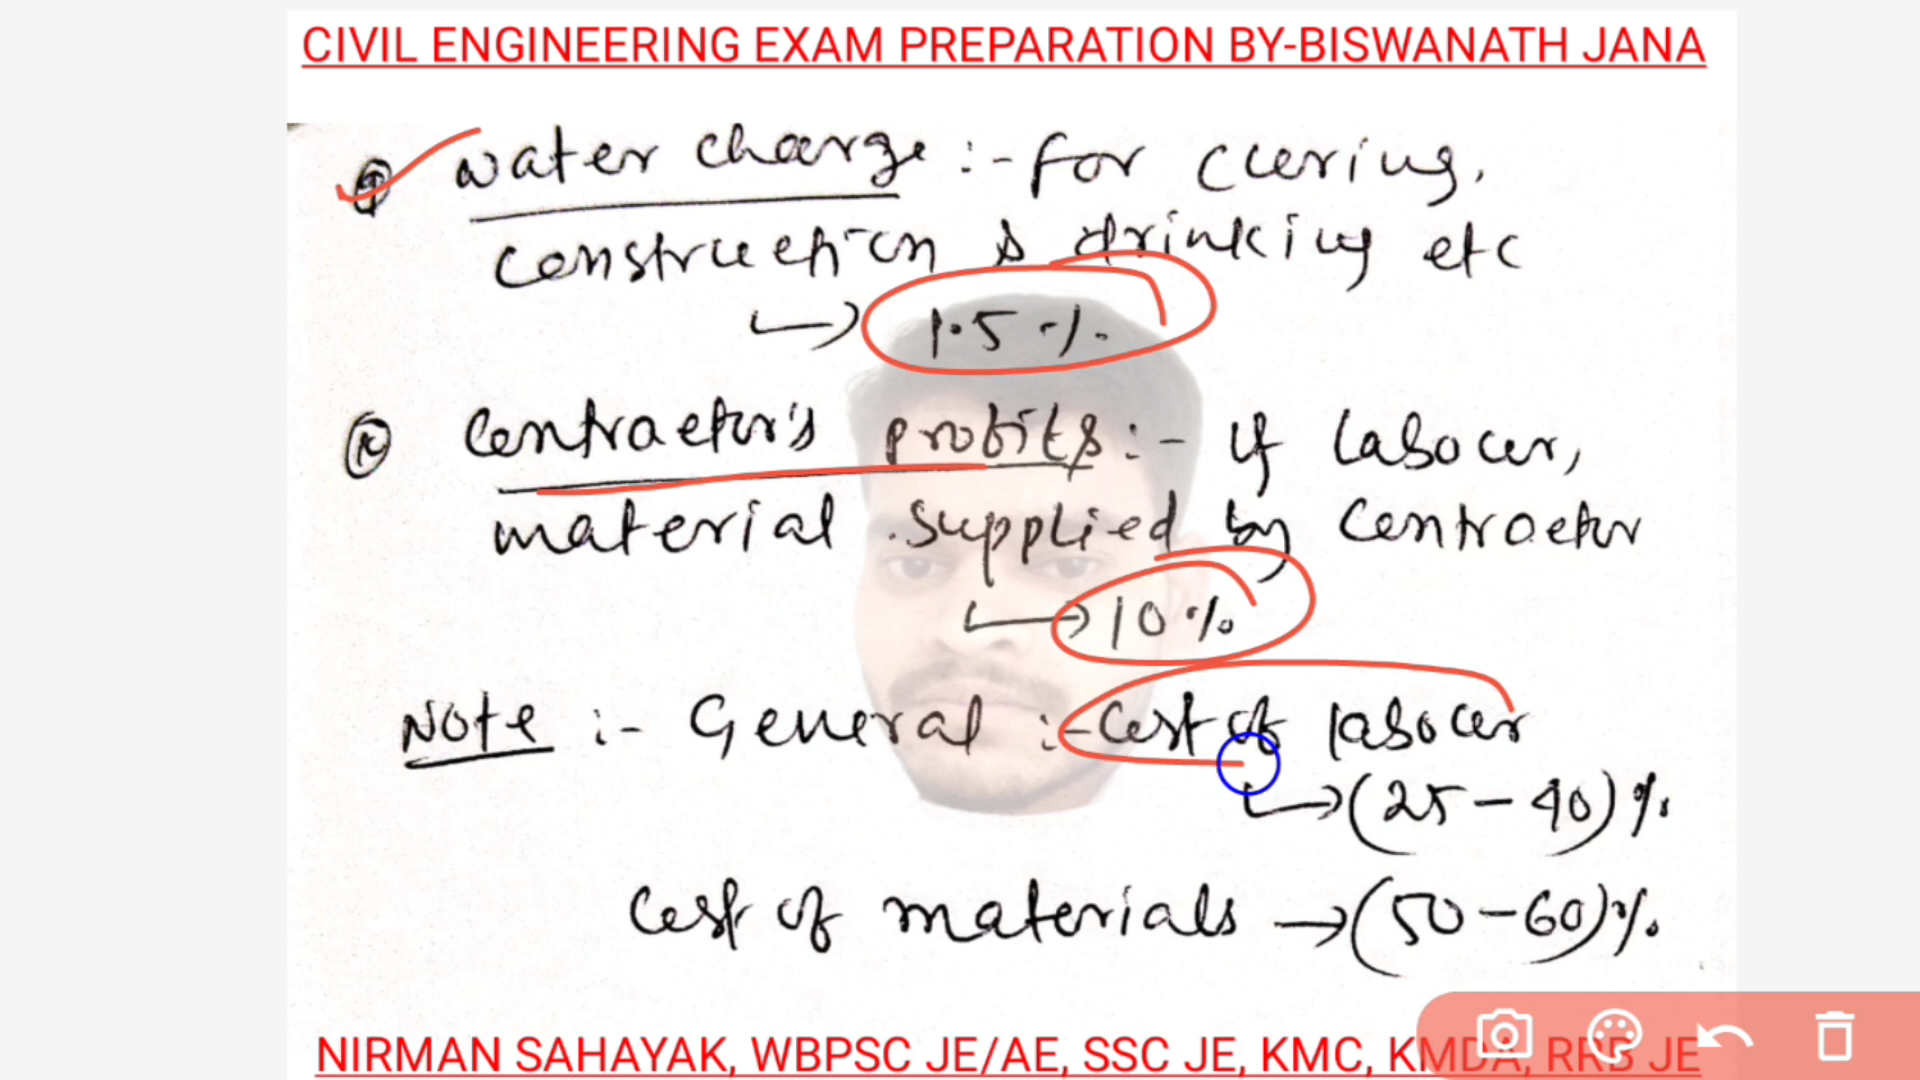 CIVIL ENGINEERING EXAM PREPARATION BY-BISWANATH JANA
water charge :- for curing,
construction & drinking etc
↳ 1.5 %
(K) Contractor's profits :- if labour,
material supplied by contractor
↳ 10 %
Note :- General :- Cost of labour
↳ (25 - 40) %
Cost of materials → (50 - 60) %
NIRMAN SAHAYAK, WBPSC JE/AE, SSC JE, KMC, KMDA, RRB JE